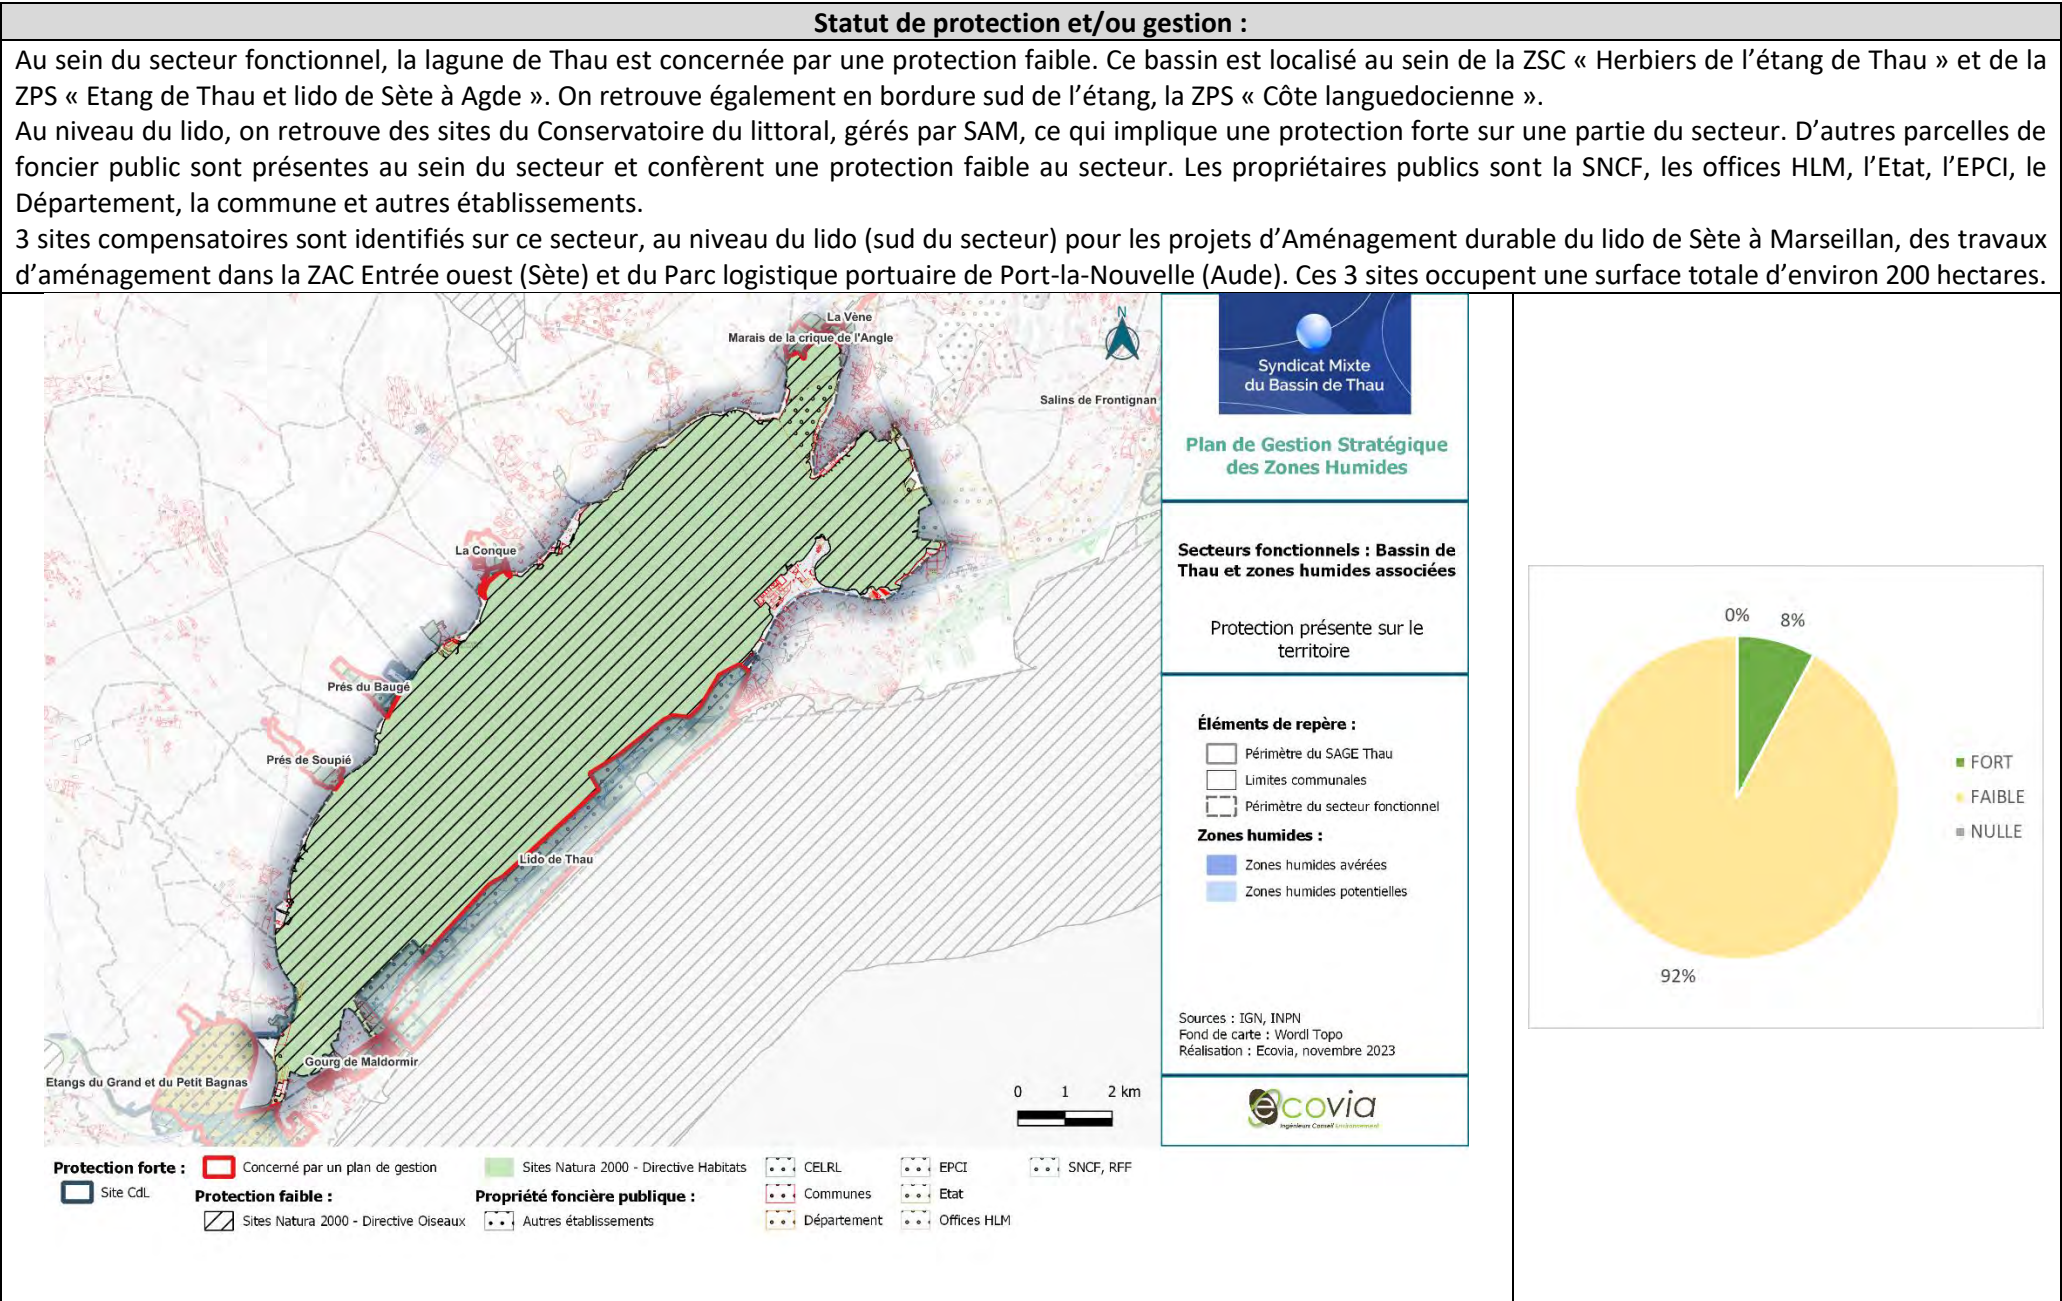 Statut de protection et/ou gestion :
Au sein du secteur fonctionnel, la lagune de Thau est concernée par une protection faible. Ce bassin est localisé au sein de la ZSC « Herbiers de l’étang de Thau » et de la
ZPS « Etang de Thau et lido de Sète à Agde ». On retrouve également en bordure sud de l’étang, la ZPS « Côte languedocienne ».
Au niveau du lido, on retrouve des sites du Conservatoire du littoral, gérés par SAM, ce qui implique une protection forte sur une partie du secteur. D’autres parcelles de
foncier public sont présentes au sein du secteur et confèrent une protection faible au secteur. Les propriétaires publics sont la SNCF, les offices HLM, l’Etat, l’EPCI, le
Département, la commune et autres établissements.
3 sites compensatoires sont identifiés sur ce secteur, au niveau du lido (sud du secteur) pour les projets d’Aménagement durable du lido de Sète à Marseillan, des travaux
d’aménagement dans la ZAC Entrée ouest (Sète) et du Parc logistique portuaire de Port-la-Nouvelle (Aude). Ces 3 sites occupent une surface totale d’environ 200 hectares.
La Vène
Marais de la crique de l'Angle
N
Salins de Frontignan
La Conque
Prés du Baugé
Prés de Soupié
Lido de Thau
Gourg de Maldormir
Etangs du Grand et du Petit Bagnas
0 1 2 km
Syndicat Mixte
du Bassin de Thau
Plan de Gestion Stratégique
des Zones Humides
Secteurs fonctionnels : Bassin de
Thau et zones humides associées
Protection présente sur le
territoire
Éléments de repère :
Périmètre du SAGE Thau
Limites communales
Périmètre du secteur fonctionnel
Zones humides :
Zones humides avérées
Zones humides potentielles
Sources : IGN, INPN
Fond de carte : Wordl Topo
Réalisation : Ecovia, novembre 2023
ecovia
Ingénieurs Conseil Environnement
Protection forte :
Site CdL
Concerné par un plan de gestion
Protection faible :
Sites Natura 2000 - Directive Oiseaux
Sites Natura 2000 - Directive Habitats
Propriété foncière publique :
Autres établissements
CELRL
Communes
Département
EPCI
Etat
Offices HLM
SNCF, RFF
0%
8%
92%
FORT
FAIBLE
NULLE